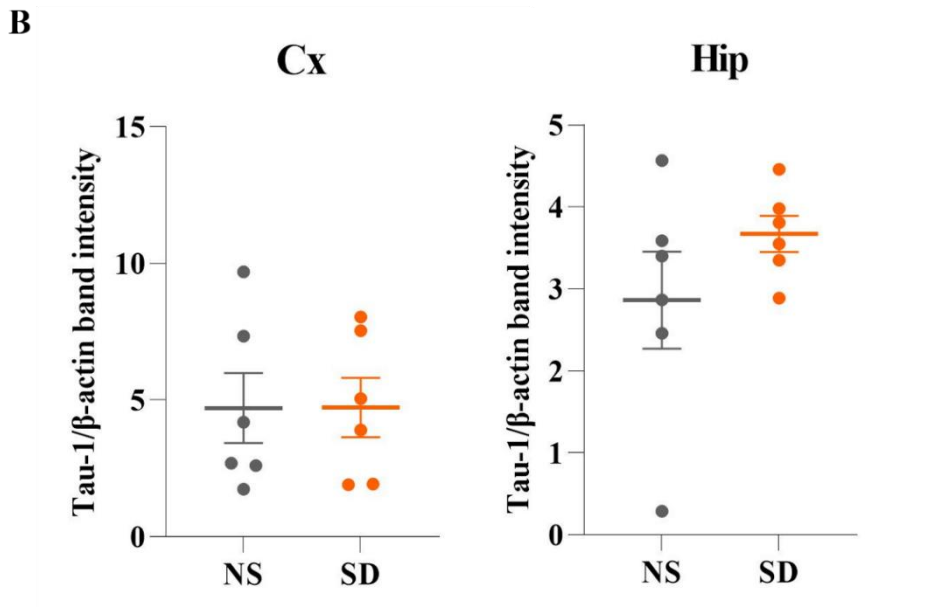 B
Cx
Tau-1/β-actin band intensity
15
10
5
0
NS SD
Hip
Tau-1/β-actin band intensity
5
4
3
2
1
0
NS SD